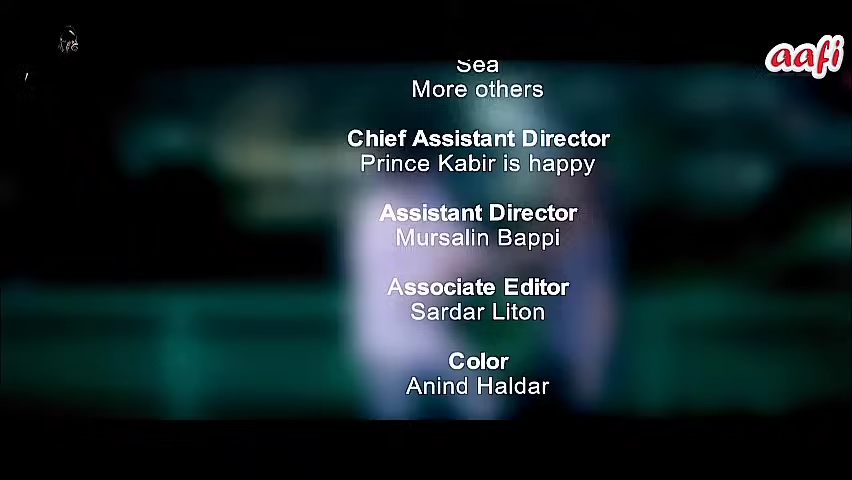 aafi
Sea
More others
Chief Assistant Director
Prince Kabir is happy
Assistant Director
Mursalin Bappi
Associate Editor
Sardar Liton
Color
Anind Haldar